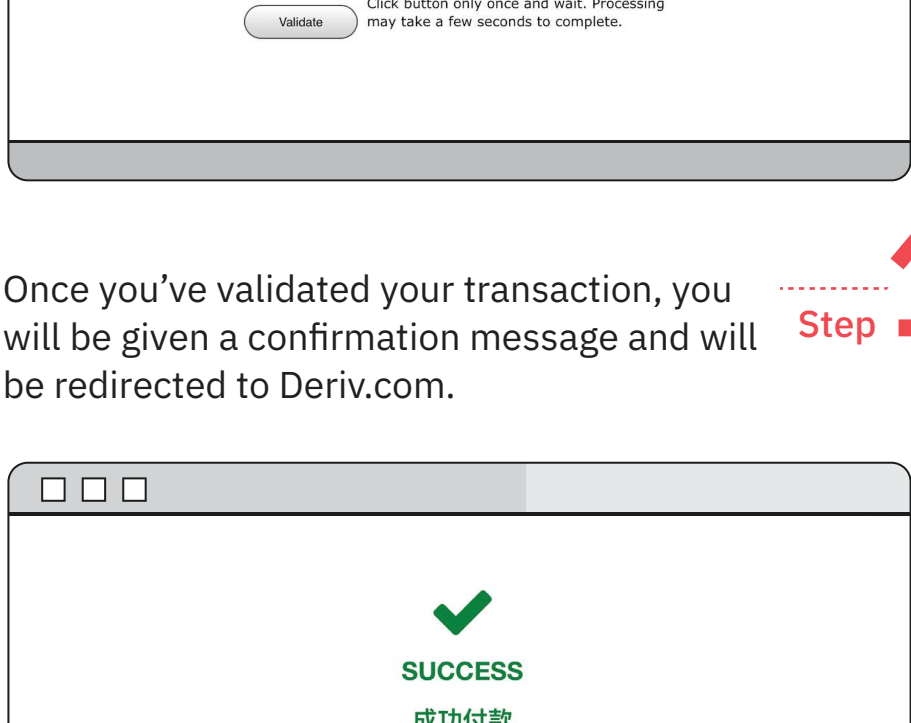 Click button only once and wait. Processing
Validate
may take a few seconds to complete.
Once you’ve validated your transaction, you
will be given a confirmation message and will
be redirected to Deriv.com.
Step
SUCCESS
成功付款